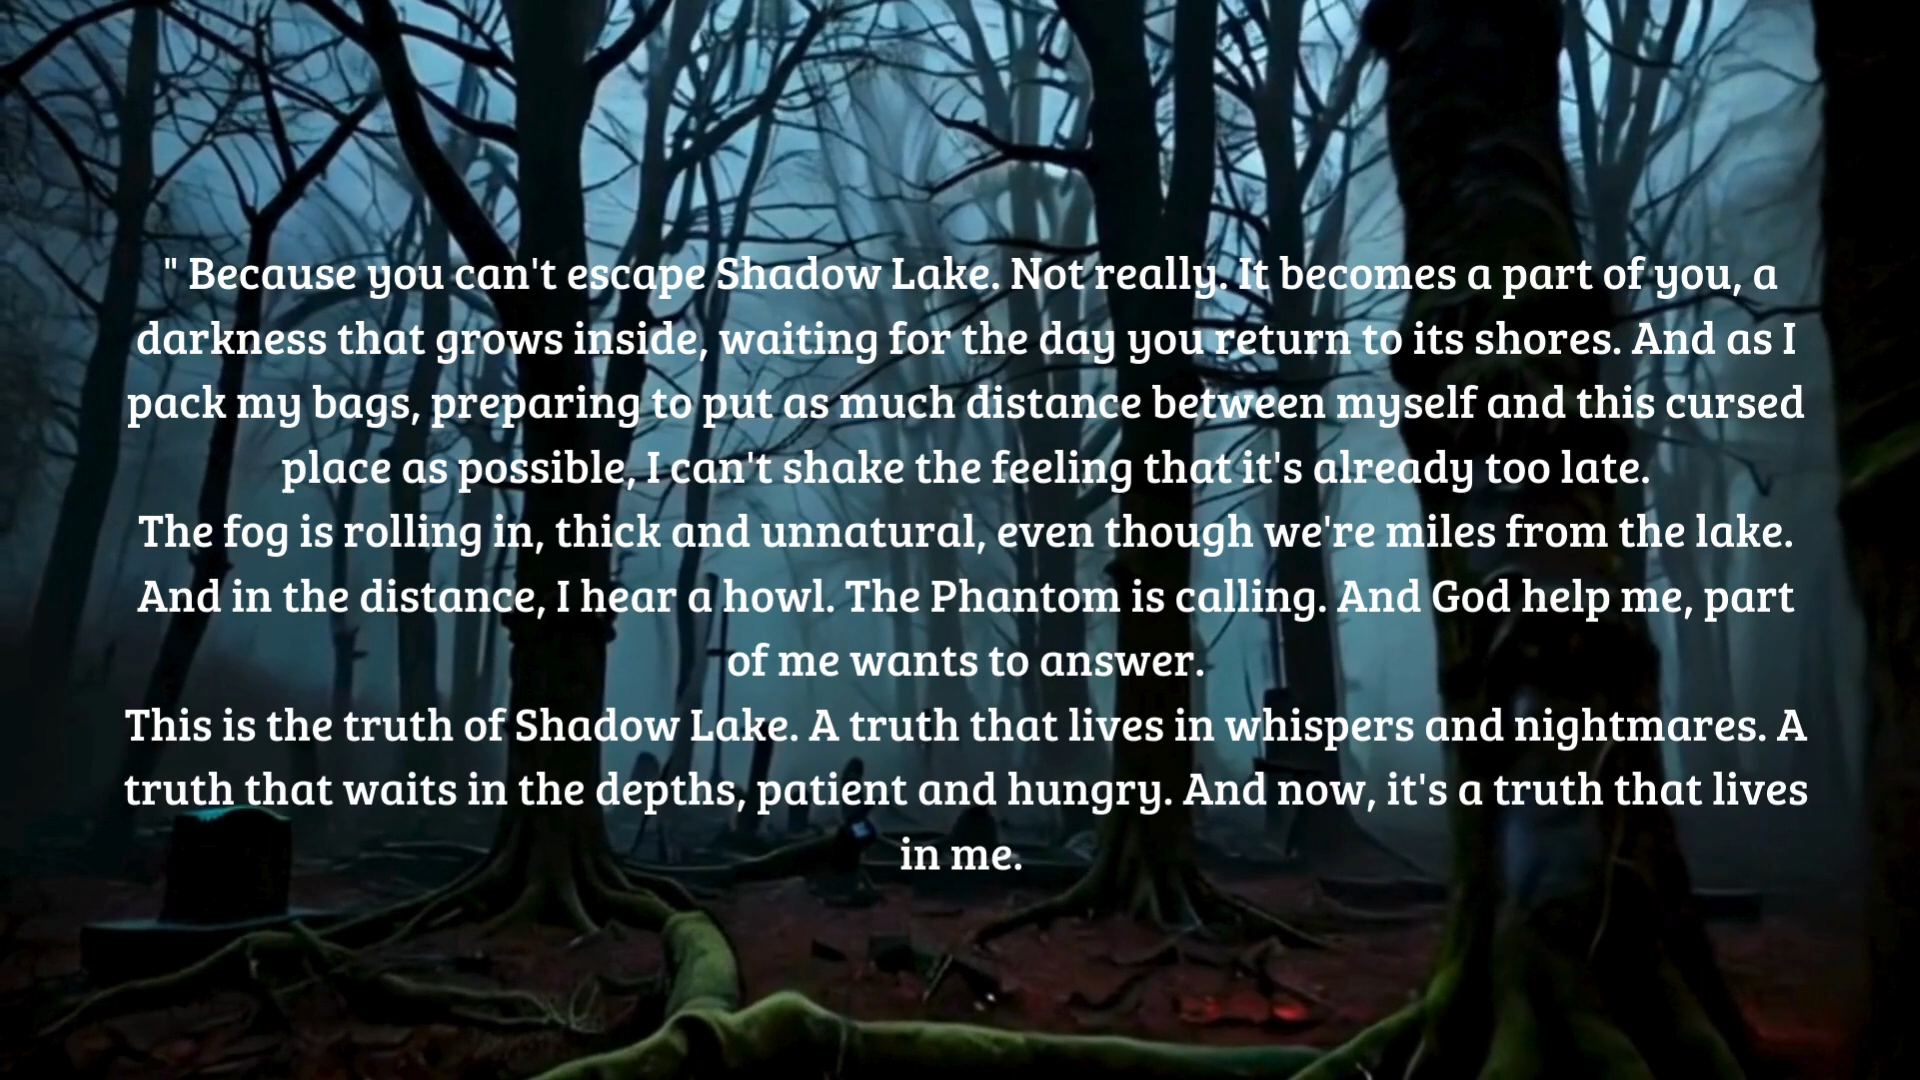 " Because you can't escape Shadow Lake. Not really. It becomes a part of you, a
darkness that grows inside, waiting for the day you return to its shores. And as I
pack my bags, preparing to put as much distance between myself and this cursed
place as possible, I can't shake the feeling that it's already too late.
The fog is rolling in, thick and unnatural, even though we're miles from the lake.
And in the distance, I hear a howl. The Phantom is calling. And God help me, part
of me wants to answer.
This is the truth of Shadow Lake. A truth that lives in whispers and nightmares. A
truth that waits in the depths, patient and hungry. And now, it's a truth that lives
in me.